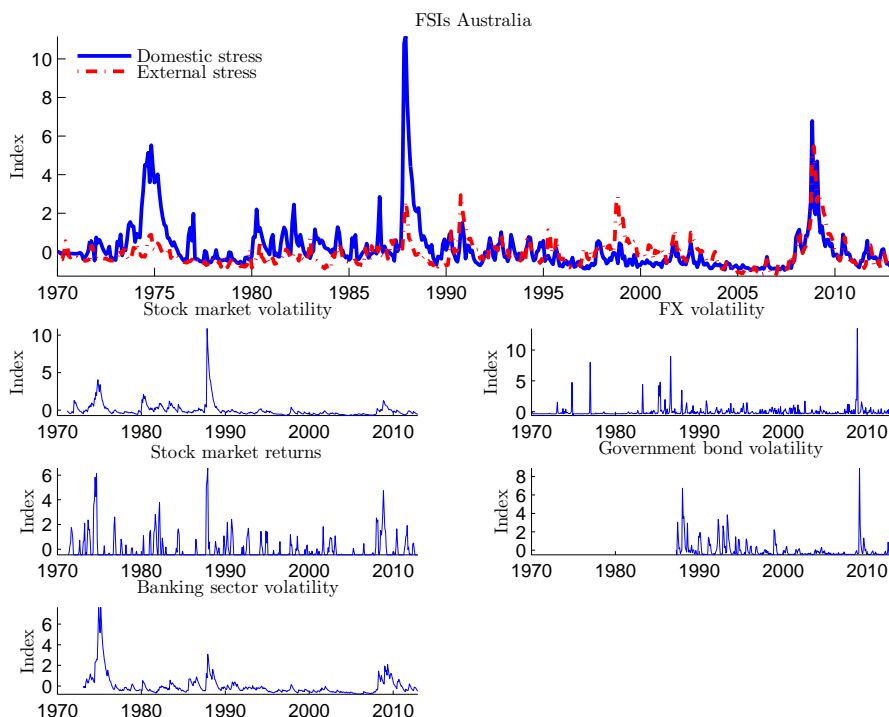 FSIs Australia
10
8
6
4
2
0
Index
Domestic stress
External stress
1970 1975 1980 1985 1990 1995 2000 2005 2010
Stock market volatility
10
5
0
Index
1970 1980 1990 2000 2010
FX volatility
10
5
0
Index
1970 1980 1990 2000 2010
Stock market returns
6
4
2
0
Index
1970 1980 1990 2000 2010
Government bond volatility
8
6
4
2
0
Index
1970 1980 1990 2000 2010
Banking sector volatility
6
4
2
0
Index
1970 1980 1990 2000 2010